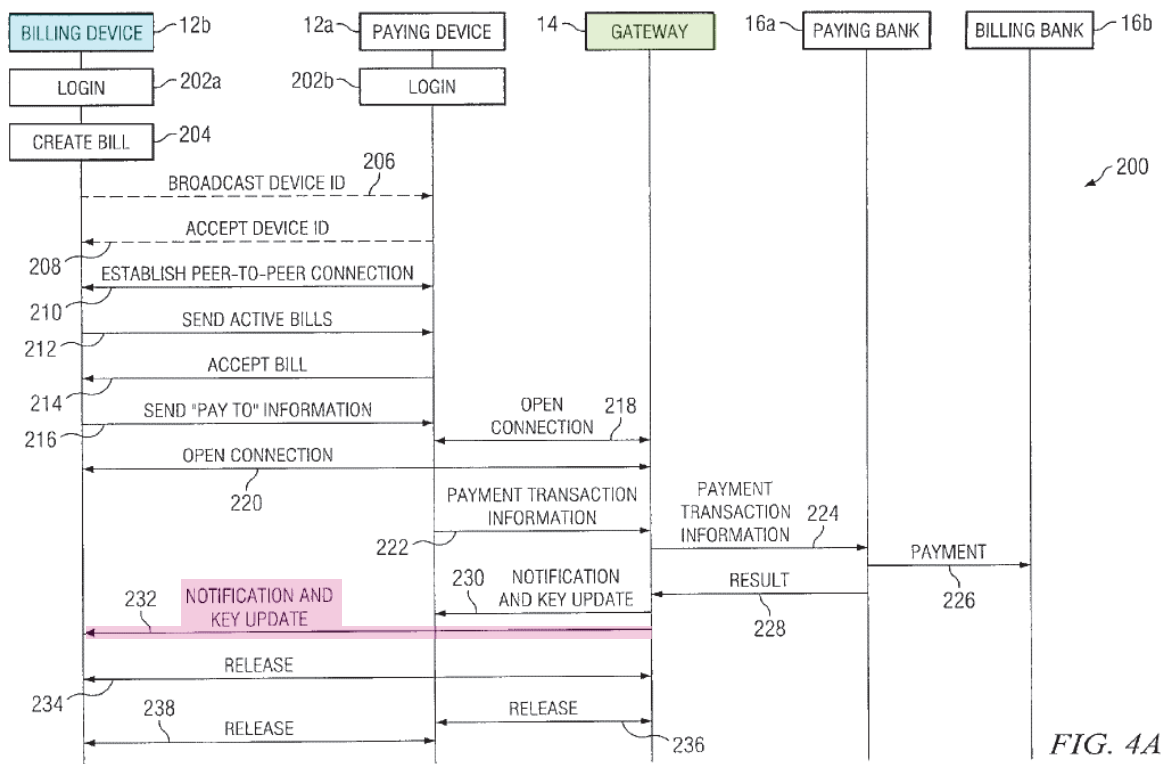 BILLING DEVICE
12b
12a
PAYING DEVICE
14
GATEWAY
16a
PAYING BANK
BILLING BANK
16b
LOGIN
202a
202b
LOGIN
CREATE BILL
204
BROADCAST DEVICE ID
206
200
ACCEPT DEVICE ID
208
ESTABLISH PEER-TO-PEER CONNECTION
210
SEND ACTIVE BILLS
212
ACCEPT BILL
214
SEND "PAY TO" INFORMATION
216
OPEN
CONNECTION
218
OPEN CONNECTION
220
PAYMENT TRANSACTION
INFORMATION
222
PAYMENT
TRANSACTION
INFORMATION
224
PAYMENT
226
RESULT
228
230
NOTIFICATION
AND KEY UPDATE
232
NOTIFICATION AND
KEY UPDATE
RELEASE
234
RELEASE
236
238
RELEASE
FIG. 4A